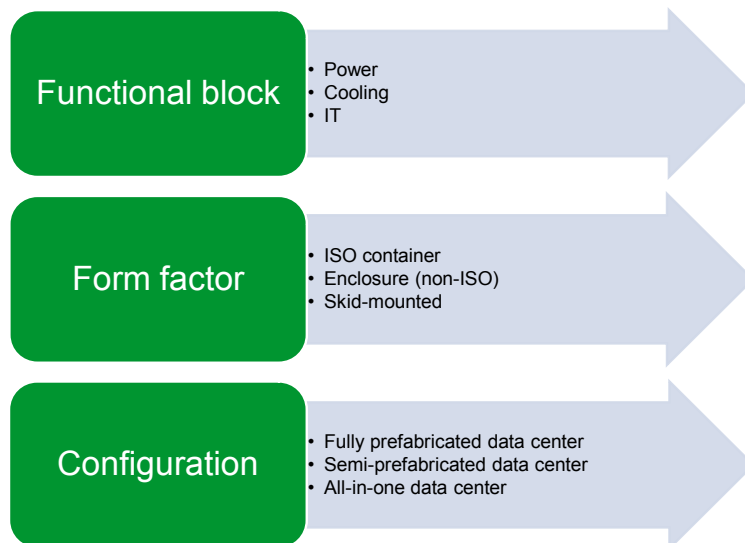 Functional block
• Power
• Cooling
• IT
Form factor
• ISO container
• Enclosure (non-ISO)
• Skid-mounted
Configuration
• Fully prefabricated data center
• Semi-prefabricated data center
• All-in-one data center